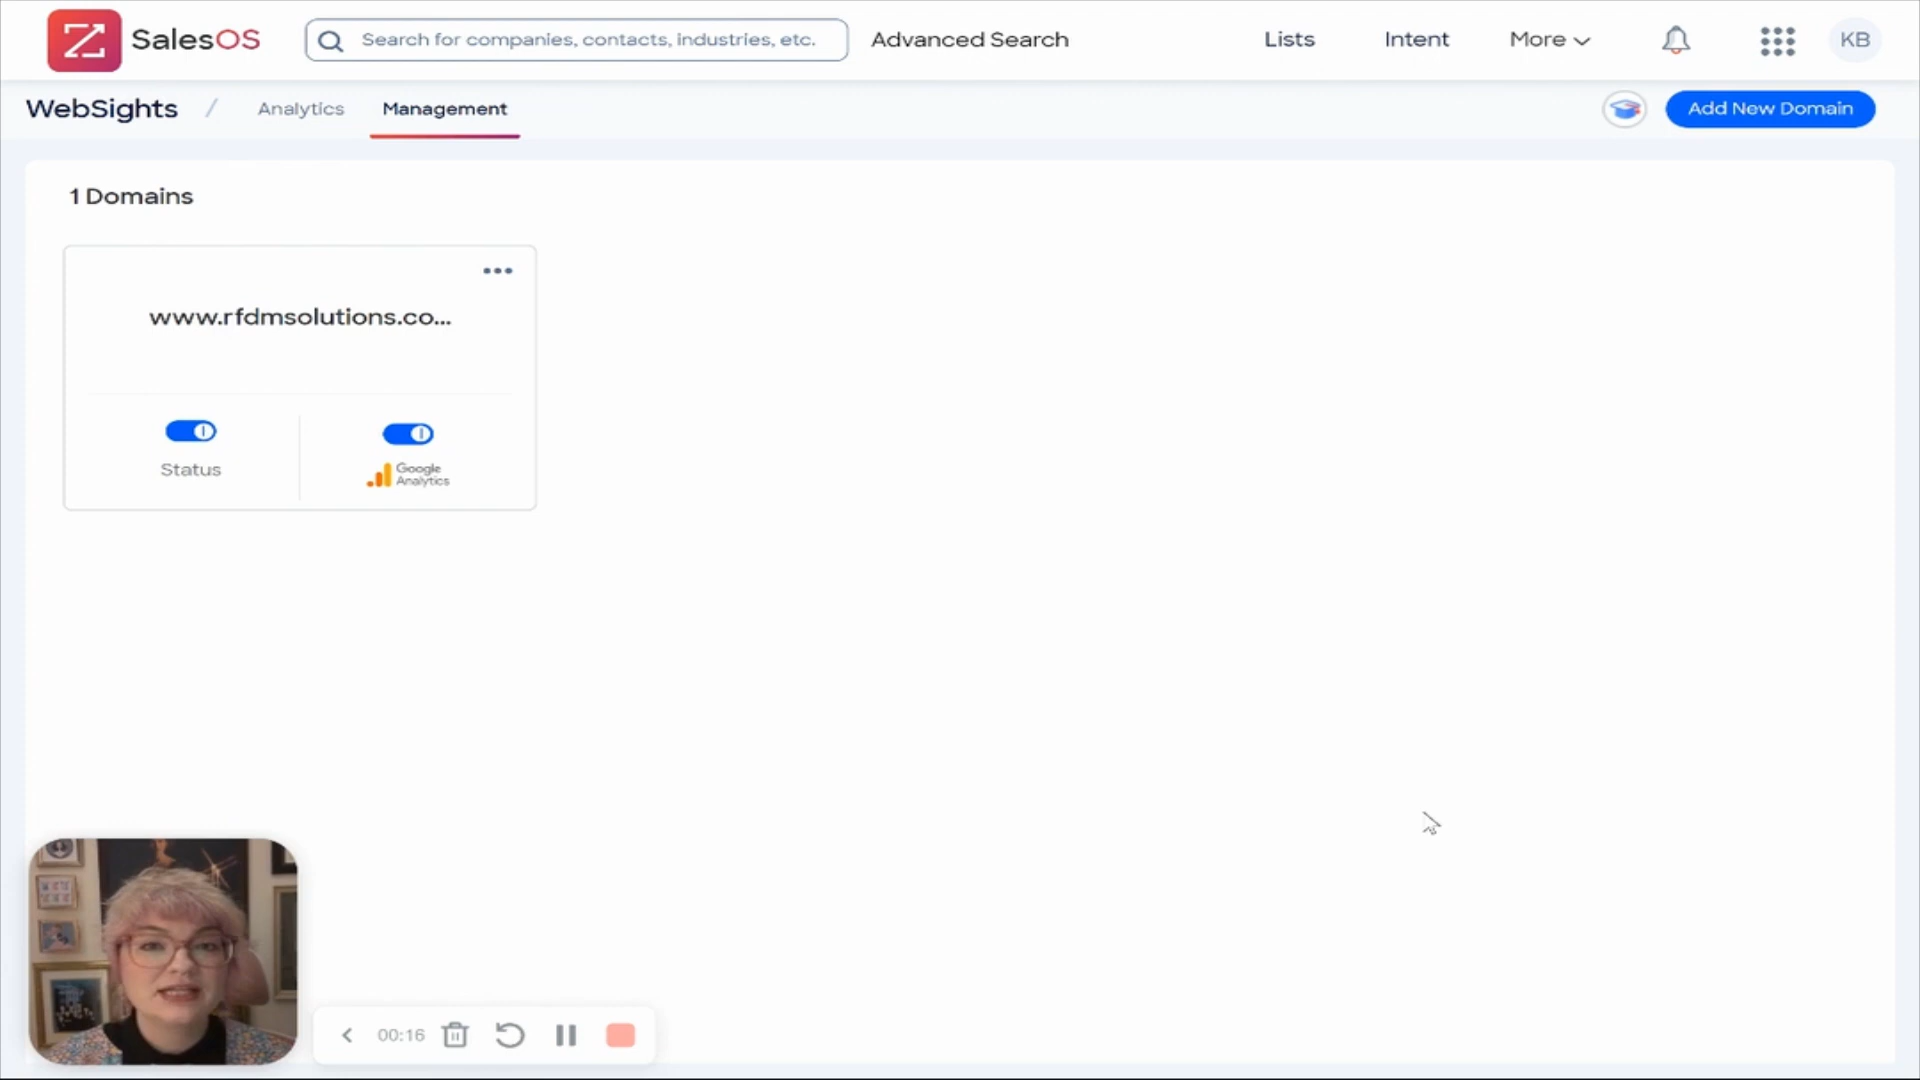 SalesOS
Search for companies, contacts, industries, etc.
Advanced Search
Lists
Intent
More
KB
WebSights / Analytics Management
Add New Domain
1 Domains
www.rfdmsolutions.co...
Status
Google
Analytics
00:16